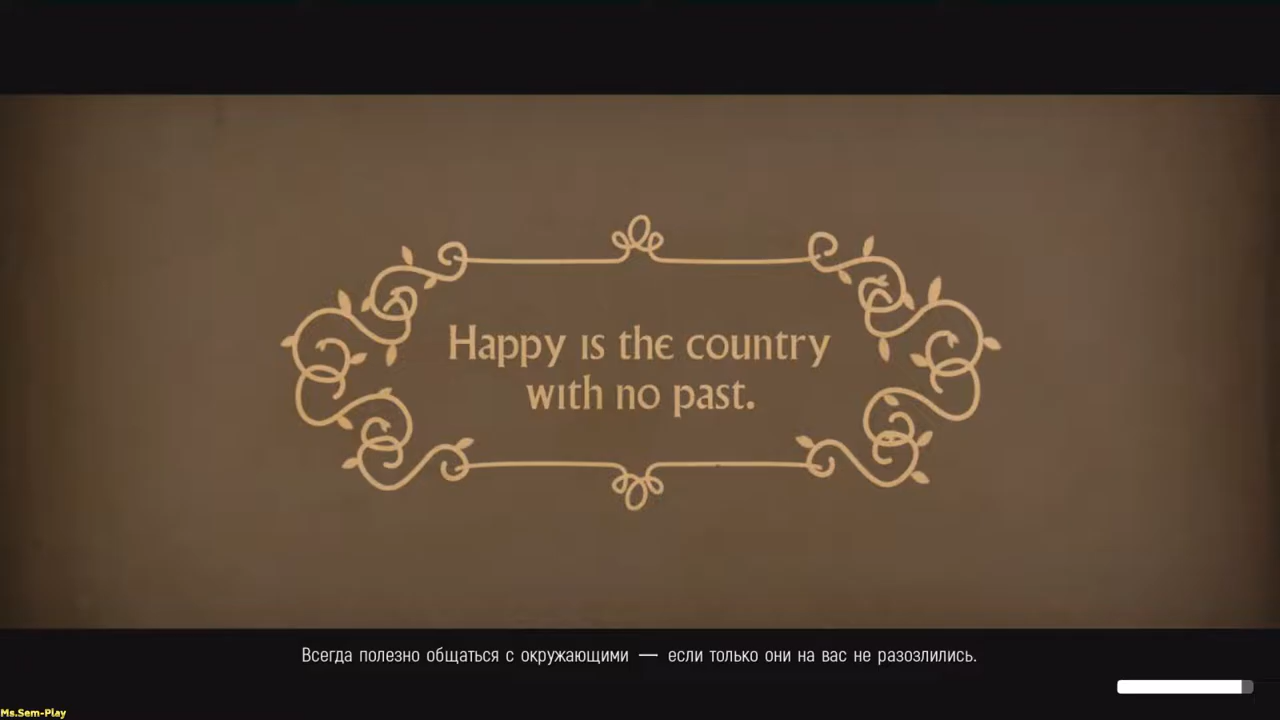 Happy is the country
with no past.
Всегда полезно общаться с окружающими — если только они на вас не разозлились.
Ms.Sem-Play